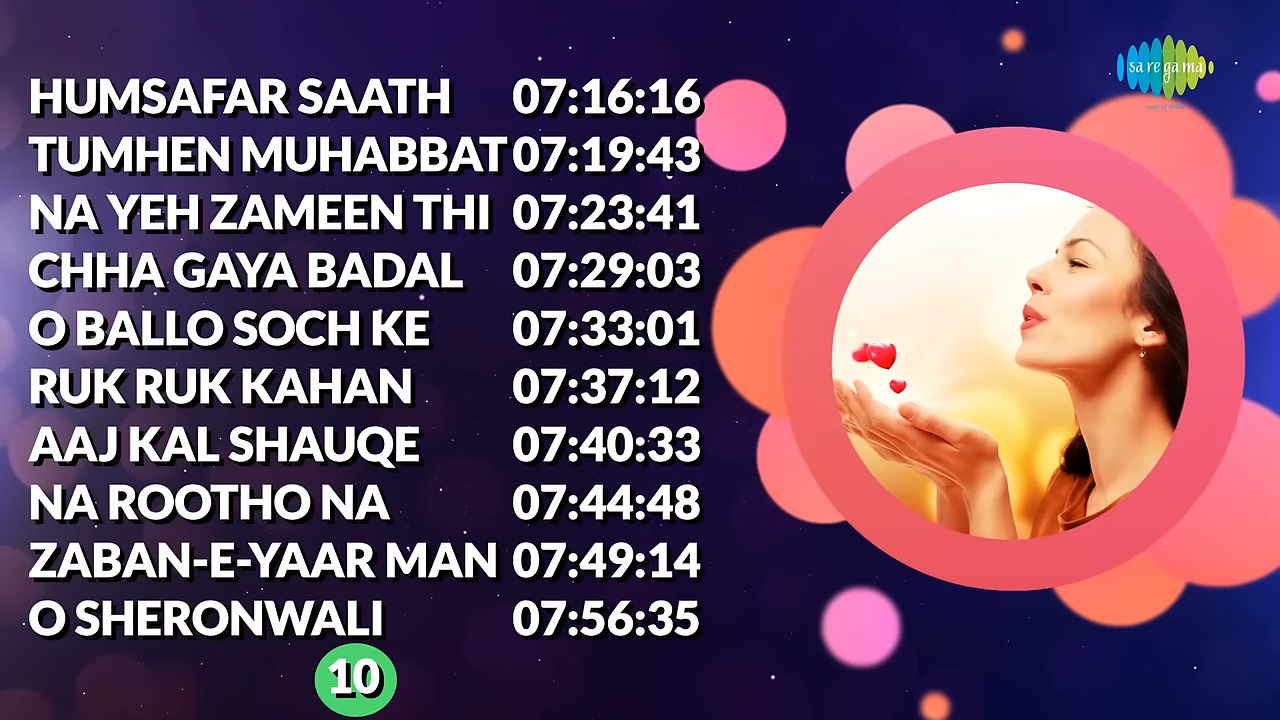 HUMSAFAR SAATH 07:16:16
TUMHEN MUHABBAT 07:19:43
NA YEH ZAMEEN THI 07:23:41
CHHA GAYA BADAL 07:29:03
O BALLO SOCH KE 07:33:01
RUK RUK KAHAN 07:37:12
AAJ KAL SHAUQE 07:40:33
NA ROOTHO NA 07:44:48
ZABAN-E-YAAR MAN 07:49:14
O SHERONWALI 07:56:35
10
sa re ga ma